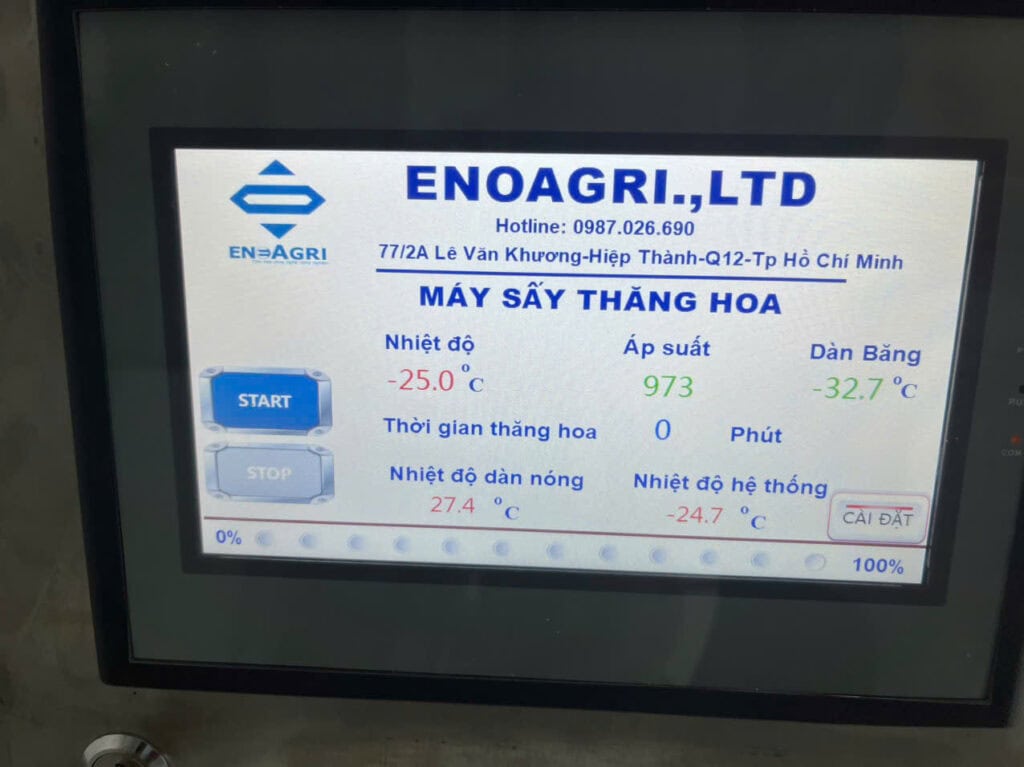 ENOAGRI.,LTD
Hotline: 0987.026.690
77/2A Lê Văn Khương-Hiệp Thành-Q12-Tp Hồ Chí Minh
ENƏAGRI
MÁY SẤY THĂNG HOA
Nhiệt độ Áp suất Dàn Băng
-25.0 °C 973 -32.7 °C
START
Thời gian thăng hoa 0 Phút
STOP
Nhiệt độ dàn nóng Nhiệt độ hệ thống
27.4 °C -24.7 °C
CÀI ĐẶT
0% 100%